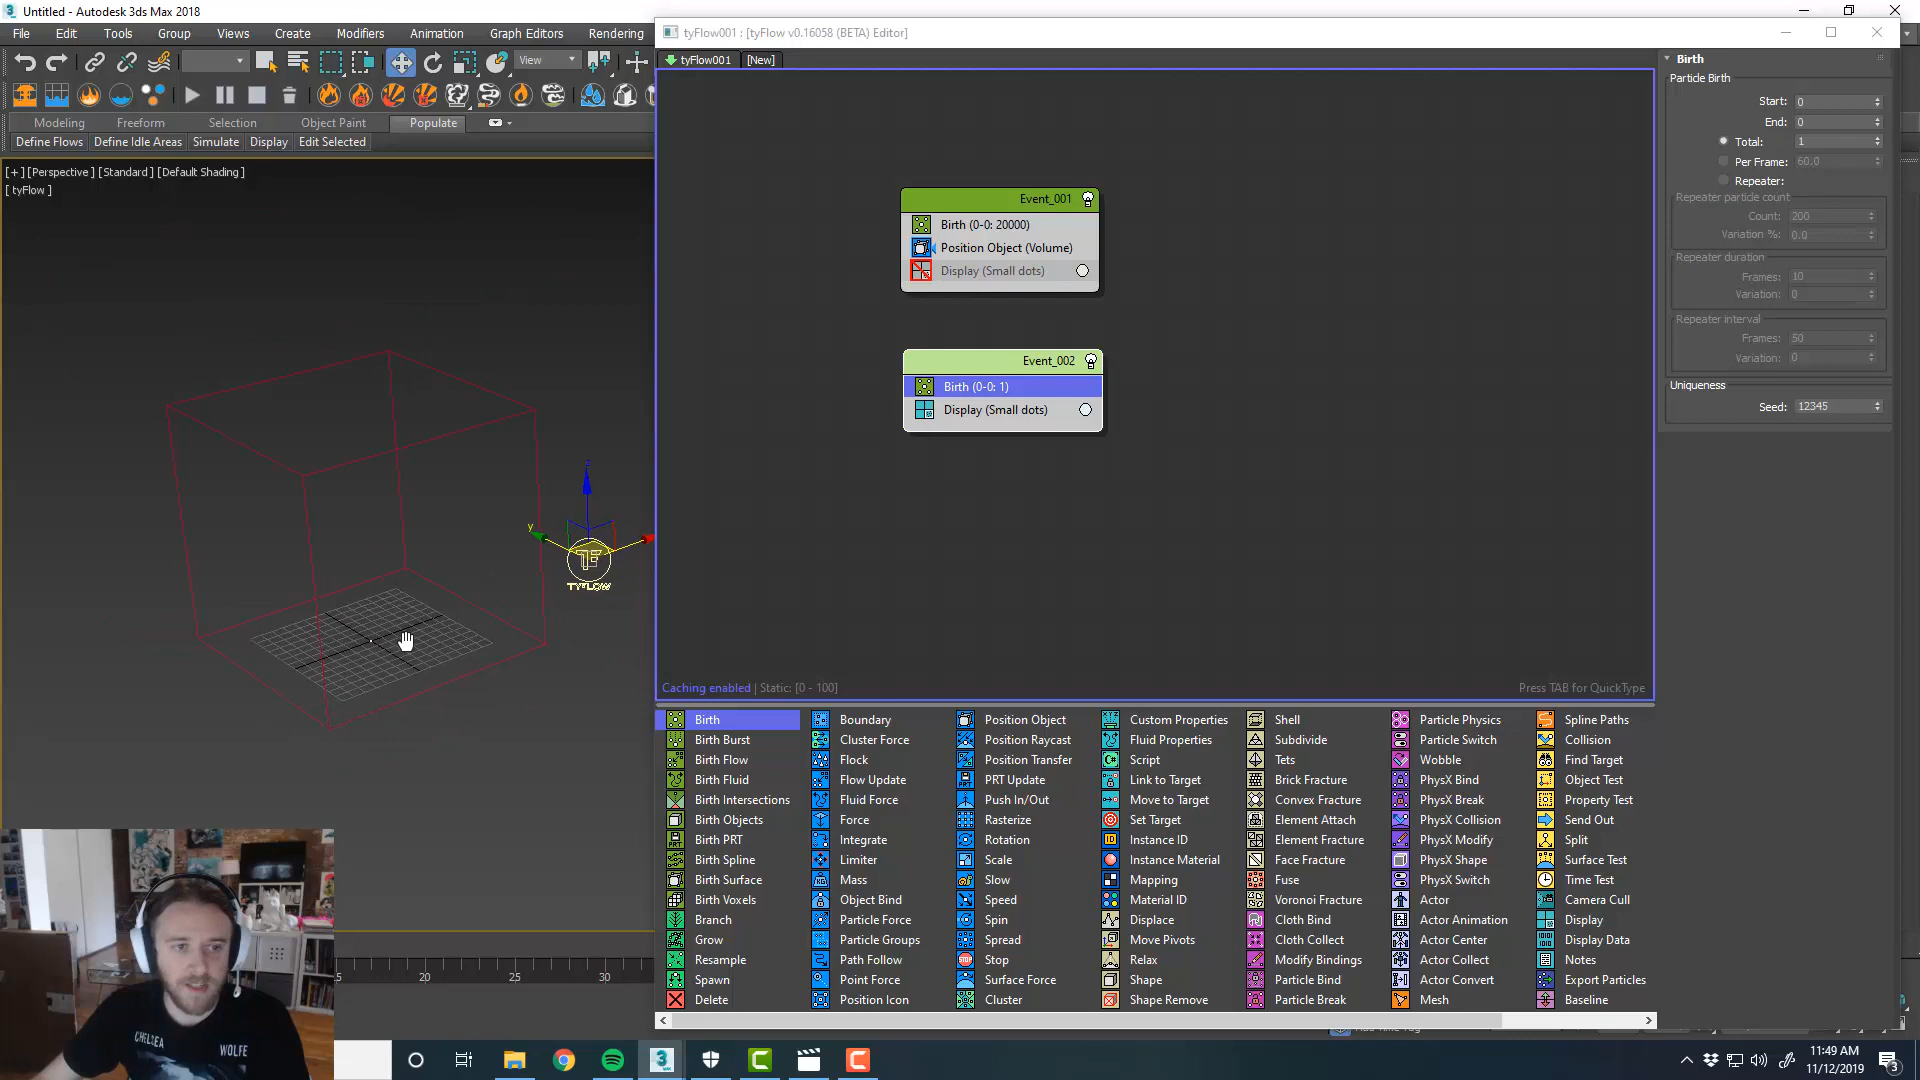 Untitled - Autodesk 3ds Max 2018
File Edit Tools Group Views Create Modifiers Animation Graph Editors Rendering
View
Modeling Freeform Selection Object Paint Populate
Define Flows Define Idle Areas Simulate Display Edit Selected
[+] [Perspective] [Standard] [Default Shading]
[ tyFlow ]
y
TYFLOW
20 25 30
tyFlow001 : [tyFlow v0.16058 (BETA) Editor]
tyFlow001 [New]
Event_001
Birth (0-0: 20000)
Position Object (Volume)
Display (Small dots)
Event_002
Birth (0-0: 1)
Display (Small dots)
Caching enabled | Static: [0 - 100] Press TAB for QuickType
Birth
Particle Birth
Start: 0
End: 0
Total: 1
Per Frame: 60.0
Repeater:
Repeater particle count
Count: 200
Variation %: 0.0
Repeater duration
Frames: 10
Variation: 0
Repeater interval
Frames: 50
Variation: 0
Uniqueness
Seed: 12345
Birth Boundary Position Object Custom Properties Shell Particle Physics Spline Paths
Birth Burst Cluster Force Position Raycast Fluid Properties Subdivide Particle Switch Collision
Birth Flow Flock Position Transfer Script Tets Wobble Find Target
Birth Fluid Flow Update PRT Update Link to Target Brick Fracture PhysX Bind Object Test
Birth Intersections Fluid Force Push In/Out Move to Target Convex Fracture PhysX Break Property Test
Birth Objects Force Rasterize Set Target Element Attach PhysX Collision Send Out
Birth PRT Integrate Rotation Instance ID Element Fracture PhysX Modify Split
Birth Spline Limiter Scale Instance Material Face Fracture PhysX Shape Surface Test
Birth Surface Mass Slow Mapping Fuse PhysX Switch Time Test
Birth Voxels Object Bind Speed Material ID Voronoi Fracture Actor Camera Cull
Branch Particle Force Spin Displace Cloth Bind Actor Animation Display
Grow Particle Groups Spread Move Pivots Cloth Collect Actor Center Display Data
Resample Path Follow Stop Relax Modify Bindings Actor Collect Notes
Spawn Point Force Surface Force Shape Particle Bind Actor Convert Export Particles
Delete Position Icon Cluster Shape Remove Particle Break Mesh Baseline
CHELSEA
WOLFE
11:49 AM
11/12/2019
3